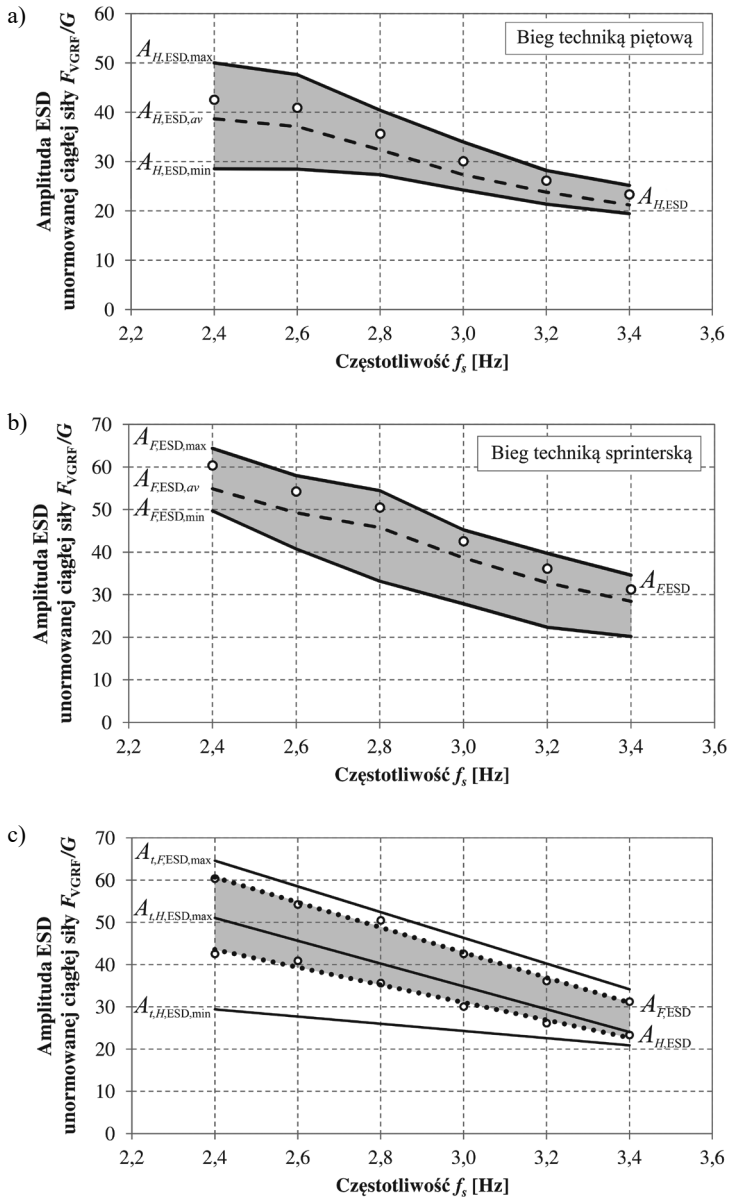 a)
Amplituda ESD
unormowanej ciągłej siły F_VGRF/G
60
50
40
30
20
10
0
A_H,ESD,max
A_H,ESD,av
A_H,ESD,min
Bieg techniką piętową
A_H,ESD
2,2 2,4 2,6 2,8 3,0 3,2 3,4 3,6
Częstotliwość f_s [Hz]
b)
Amplituda ESD
unormowanej ciągłej siły F_VGRF/G
70
60
50
40
30
20
10
0
A_F,ESD,max
A_F,ESD,av
A_F,ESD,min
Bieg techniką sprinterską
A_F,ESD
2,2 2,4 2,6 2,8 3,0 3,2 3,4 3,6
Częstotliwość f_s [Hz]
c)
Amplituda ESD
unormowanej ciągłej siły F_VGRF/G
70
60
50
40
30
20
10
0
A_t,F,ESD,max
A_t,H,ESD,max
A_t,H,ESD,min
A_F,ESD
A_H,ESD
2,2 2,4 2,6 2,8 3,0 3,2 3,4 3,6
Częstotliwość f_s [Hz]